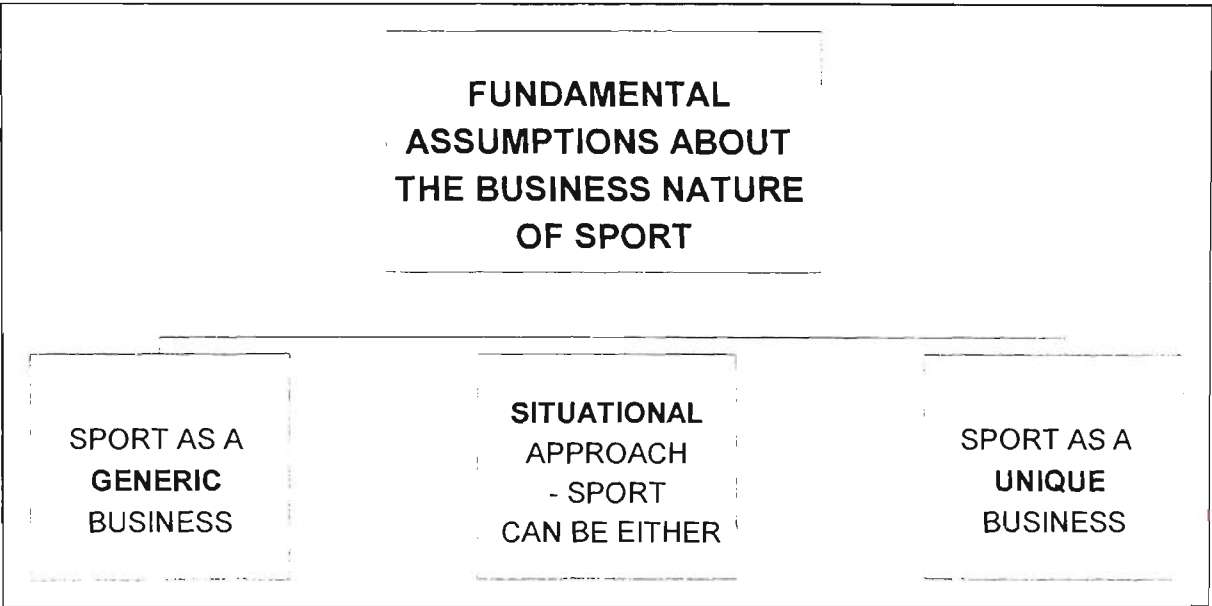 FUNDAMENTAL
ASSUMPTIONS ABOUT
THE BUSINESS NATURE
OF SPORT
SPORT AS A
GENERIC
BUSINESS
SITUATIONAL
APPROACH
- SPORT
CAN BE EITHER
SPORT AS A
UNIQUE
BUSINESS